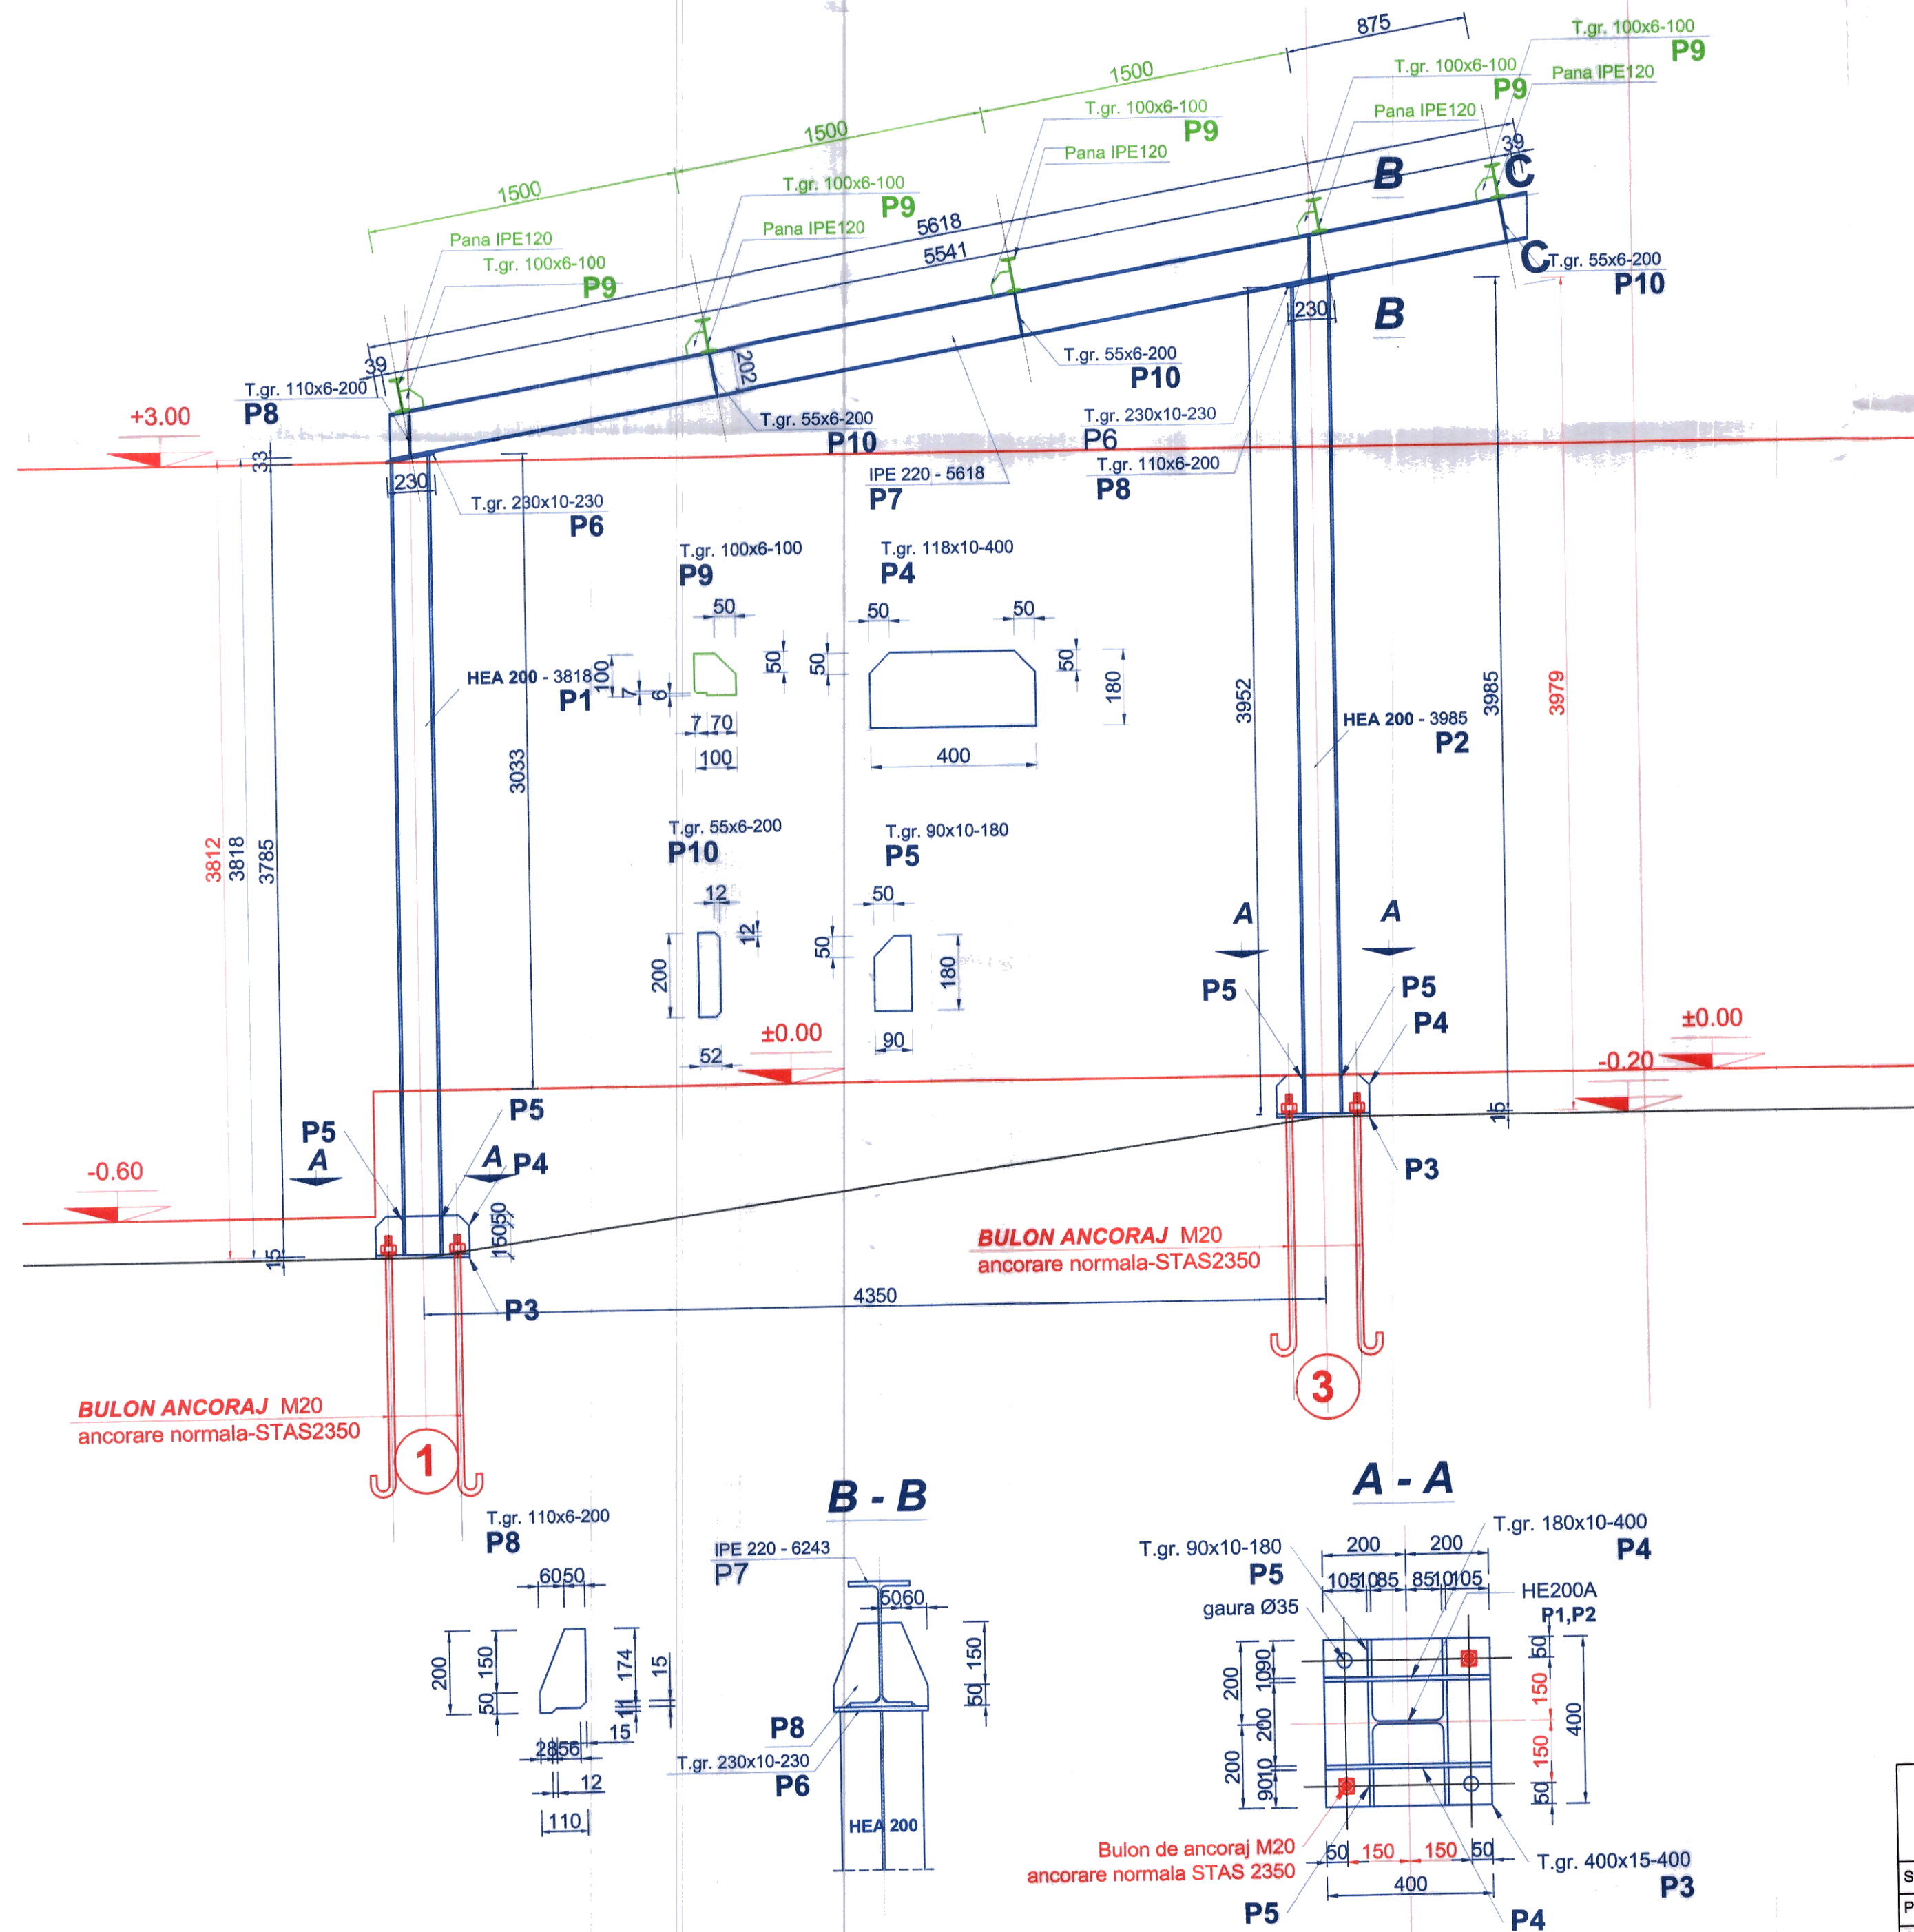 875
T.gr. 100x6-100
P9
1500
T.gr. 100x6-100
P9
Pana IPE120
1500
T.gr. 100x6-100
P9
Pana IPE120
39
Pana IPE120
B
C
1500
T.gr. 100x6-100
P9
Pana IPE120
5618
5541
Pana IPE120
T.gr. 100x6-100
P9
C
T.gr. 55x6-200
P10
230
B
39
T.gr. 110x6-200
P8
202
T.gr. 55x6-200
P10
+3.00
T.gr. 55x6-200
P10
T.gr. 230x10-230
P6
33
230
T.gr. 230x10-230
P6
IPE 220 - 5618
P7
T.gr. 110x6-200
P8
T.gr. 100x6-100
P9
T.gr. 118x10-400
P4
50
50
50
100
7
6
50
50
50
180
7
70
100
400
HEA 200 - 3818
P1
3952
HEA 200 - 3985
P2
3985
3979
3033
3812
3818
3785
T.gr. 55x6-200
P10
T.gr. 90x10-180
P5
12
12
200
52
50
50
180
90
A
A
P5
P5
P4
±0.00
±0.00
-0.20
15
P3
P5
P5
A
A
P4
-0.60
15050
15
P3
4350
BULON ANCORAJ M20
ancorare normala-STAS2350
3
BULON ANCORAJ M20
ancorare normala-STAS2350
1
T.gr. 110x6-200
P8
6050
200
150
50
174
11
15
15
2856
12
110
B - B
IPE 220 - 6243
P7
5060
150
50
P8
T.gr. 230x10-230
P6
HEA 200
A - A
T.gr. 180x10-400
P4
T.gr. 90x10-180
P5
200
200
1051085
8510105
gaura Ø35
HE200A
P1,P2
200
200
1090
200
9010
50
150
150
50
400
Bulon de ancoraj M20
ancorare normala STAS 2350
50
150
150
50
400
T.gr. 400x15-400
P3
P5
P4
S
P